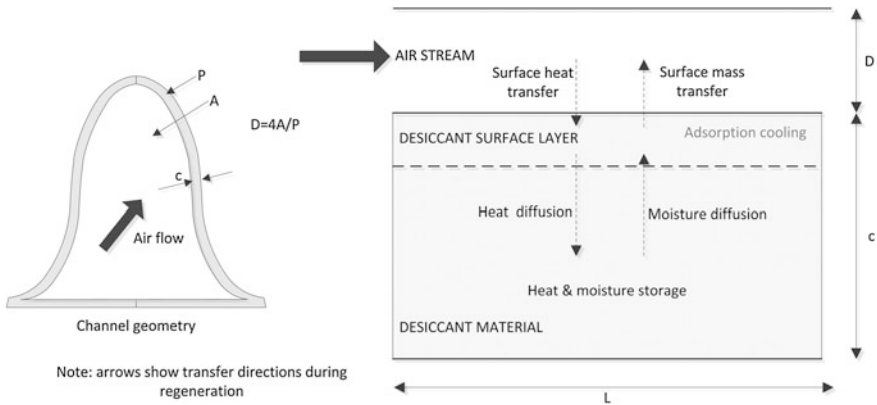 P
A
D=4A/P
c
Air flow
Channel geometry
Note: arrows show transfer directions during
regeneration
AIR STREAM
Surface heat
transfer
Surface mass
transfer
D
DESICCANT SURFACE LAYER
Adsorption cooling
Heat diffusion
Moisture diffusion
c
Heat & moisture storage
DESICCANT MATERIAL
L